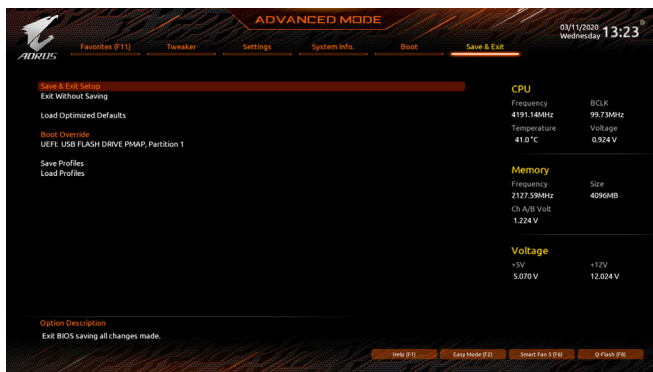 ADVANCED MODE
03/11/2020
Wednesday 13:23
AORUS
Favorites (F11) Tweaker Settings System Info. Boot Save & Exit
Save & Exit Setup
Exit Without Saving
Load Optimized Defaults
Boot Override
UEFI: USB FLASH DRIVE PMAP, Partition 1
Save Profiles
Load Profiles
CPU
Frequency BCLK
4191.14MHz 99.73MHz
Temperature Voltage
41.0 °C 0.924 V
Memory
Frequency Size
2127.59MHz 4096MB
Ch A/B Volt
1.224 V
Voltage
+5V +12V
5.070 V 12.024 V
Option Description
Exit BIOS saving all changes made.
Help (F1) Easy Mode (F2) Smart Fan 5 (F6) Q-Flash (F8)